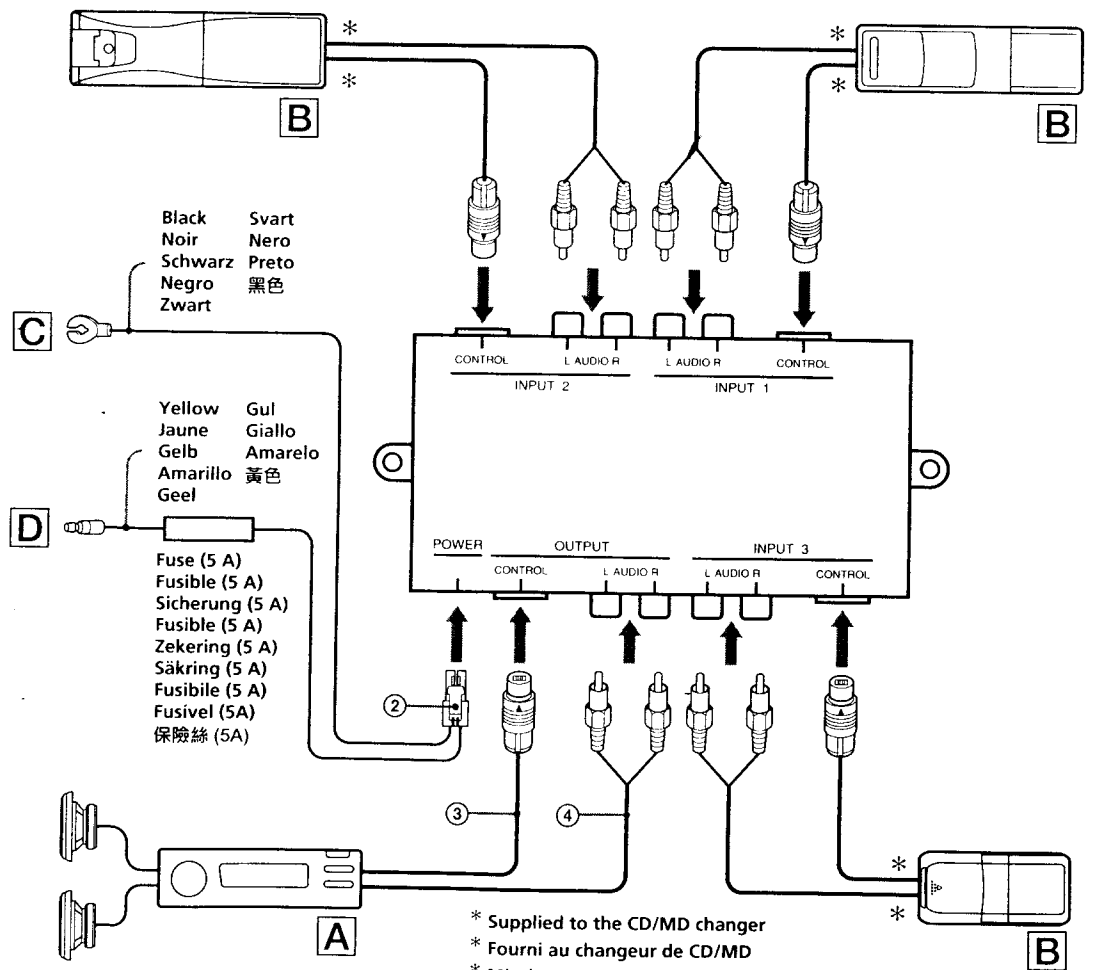 *
*
B
*
*
B
Black Svart
Noir Nero
Schwarz Preto
Negro 黑色
Zwart
C
CONTROL L AUDIO R L AUDIO R CONTROL
INPUT 2 INPUT 1
Yellow Gul
Jaune Giallo
Gelb Amarelo
Amarillo 黃色
Geel
D
POWER OUTPUT INPUT 3
CONTROL L AUDIO R L AUDIO R CONTROL
Fuse (5 A)
Fusible (5 A)
Sicherung (5 A)
Fusible (5 A)
Zekering (5 A)
Säkring (5 A)
Fusibile (5 A)
Fusível (5A)
保險絲 (5A)
②
③ ④
A
*
*
B
* Supplied to the CD/MD changer
* Fourni au changeur de CD/MD